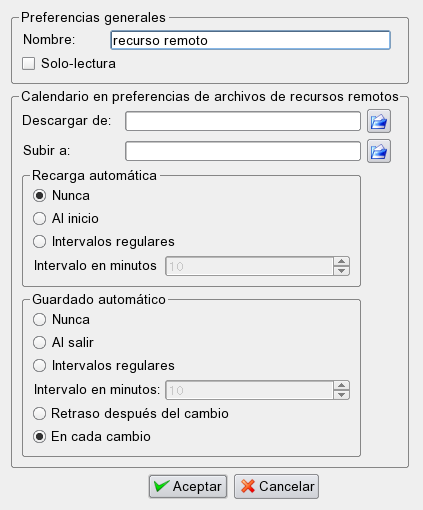 Preferencias generales
Nombre: recurso remoto
Solo-lectura
Calendario en preferencias de archivos de recursos remotos
Descargar de:
Subir a:
Recarga automática
Nunca
Al inicio
Intervalos regulares
Intervalo en minutos 10
Guardado automático
Nunca
Al salir
Intervalos regulares
Intervalo en minutos: 10
Retraso después del cambio
En cada cambio
Aceptar Cancelar